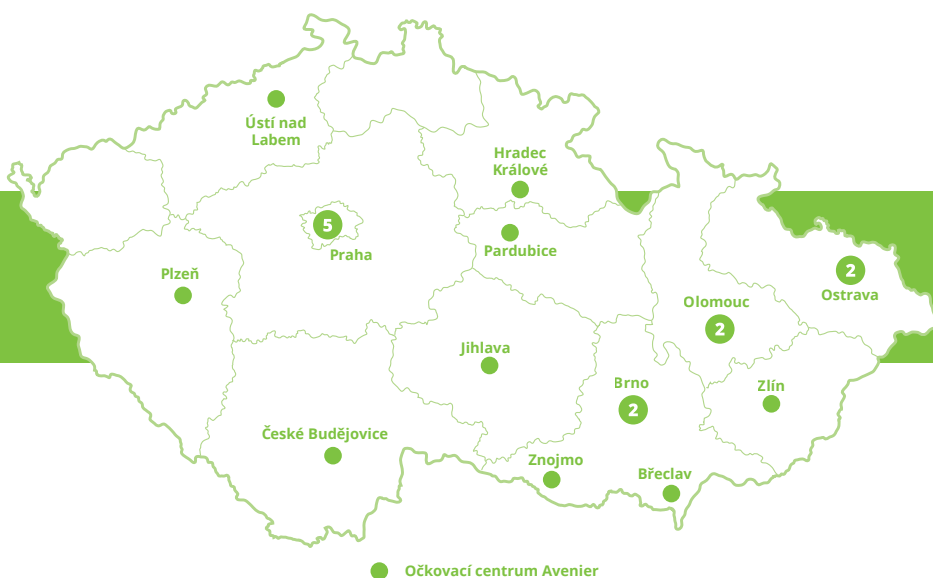 Ústí nad
Labem
Hradec
Králové
5
Praha
Pardubice
Plzeň
2
Ostrava
Olomouc
2
Jihlava
Brno
2
Zlín
České Budějovice
Znojmo
Břeclav
Očkovací centrum Avenier